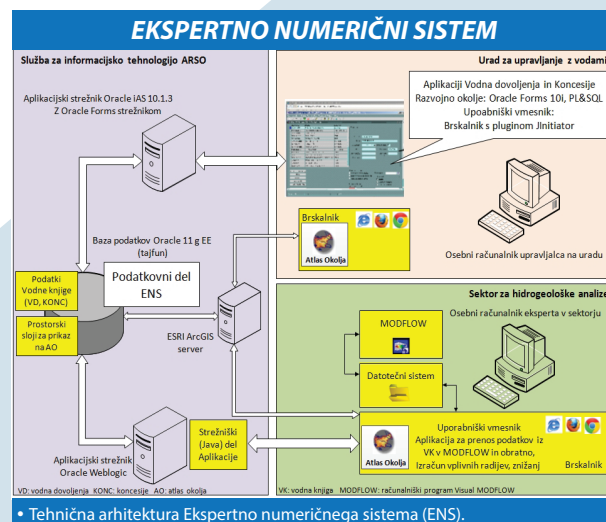 EKSPERTNO NUMERIČNI SISTEM
Služba za informacijsko tehnologijo ARSO
Aplikacijski strežnik Oracle iAS 10.1.3
Z Oracle Forms strežnikom
Baza podatkov Oracle 11 g EE
(tajfun)
Podatki
Vodne knjige
(VD, KONC)
Podatkovni del
ENS
Prostorski
sloji za prikaz
na AO
ESRI ArcGIS
server
Strežniški
(Java) del
Aplikacije
Aplikacijski strežnik
Oracle Weblogic
VD: vodna dovoljenja KONC: koncesije AO: atlas okolja
Urad za upravljanje z vodami
Aplikaciji Vodna dovoljenja in Koncesije
Razvojno okolje: Oracle Forms 10i, PL&SQL
Upoabniški vmesnik:
Brskalnik s pluginom JInitiator
Brskalnik
Atlas Okolja
Osebni računalnik upravljalca na uradu
Sektor za hidrogeološke analize
Osebni računalnik eksperta v sektorju
MODFLOW
Datotečni sistem
Uporabniški vmesnik
Aplikacija za prenos podatkov iz
VK v MODFLOW in obratno,
Izračun vplivnih radijev, znižanj
Atlas Okolja
Brskalnik
VK: vodna knjiga MODFLOW: računalniški program Visual MODFLOW
• Tehnična arhitektura Ekspertno numeričnega sistema (ENS).